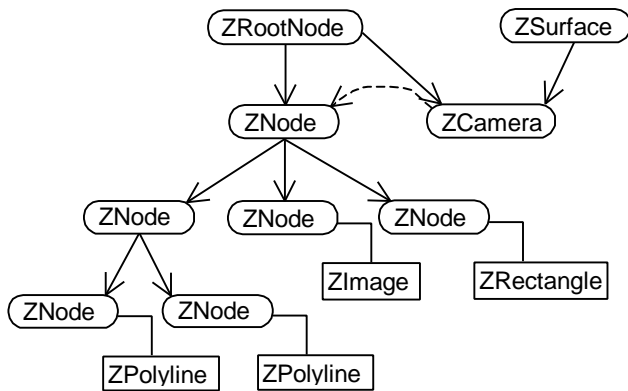 ZRootNode
ZSurface
ZNode
ZCamera
ZNode
ZNode
ZNode
ZImage
ZRectangle
ZNode
ZNode
ZPolyline
ZPolyline